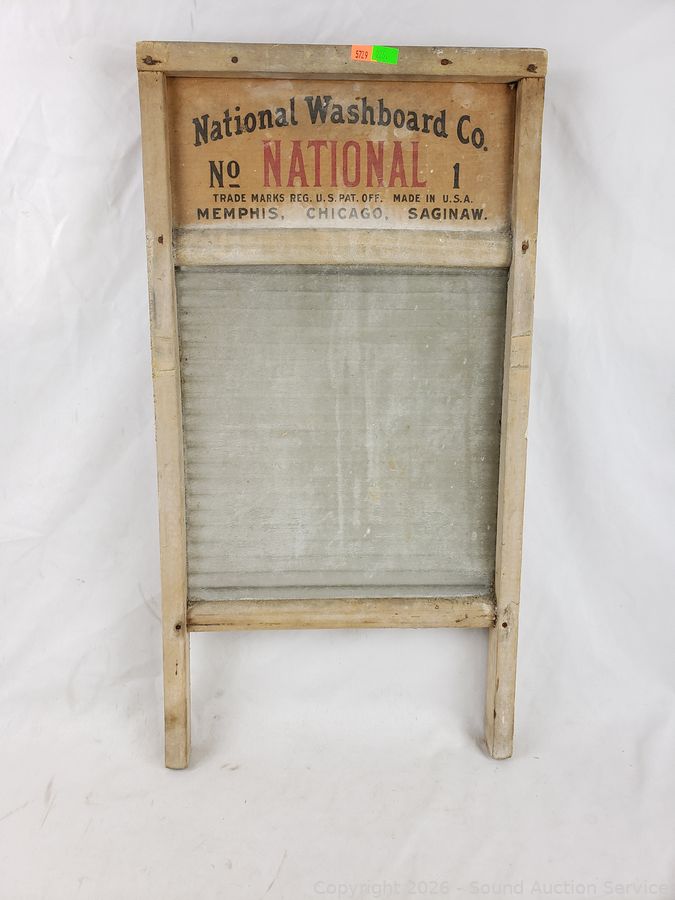 5729
National Washboard Co.
No NATIONAL 1
TRADE MARKS REG. U.S. PAT. OFF. MADE IN U.S.A.
MEMPHIS, CHICAGO, SAGINAW.
Copyright 2026 - Sound Auction Service